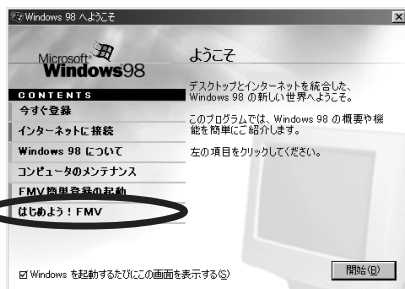 Windows 98 へようこそ
Microsoft
Windows98
CONTENTS
今すぐ登録
インターネットに接続
Windows 98 について
コンピュータのメンテナンス
FMV簡単登録の起動
はじめよう！FMV
ようこそ
デスクトップとインターネットを統合した、
Windows 98 の新しい世界へようこそ。
このプログラムでは、Windows 98 の概要や機
能を簡単にご紹介します。
左の項目をクリックしてください。
Windows を起動するたびにこの画面を表示する(S)
開始(B)